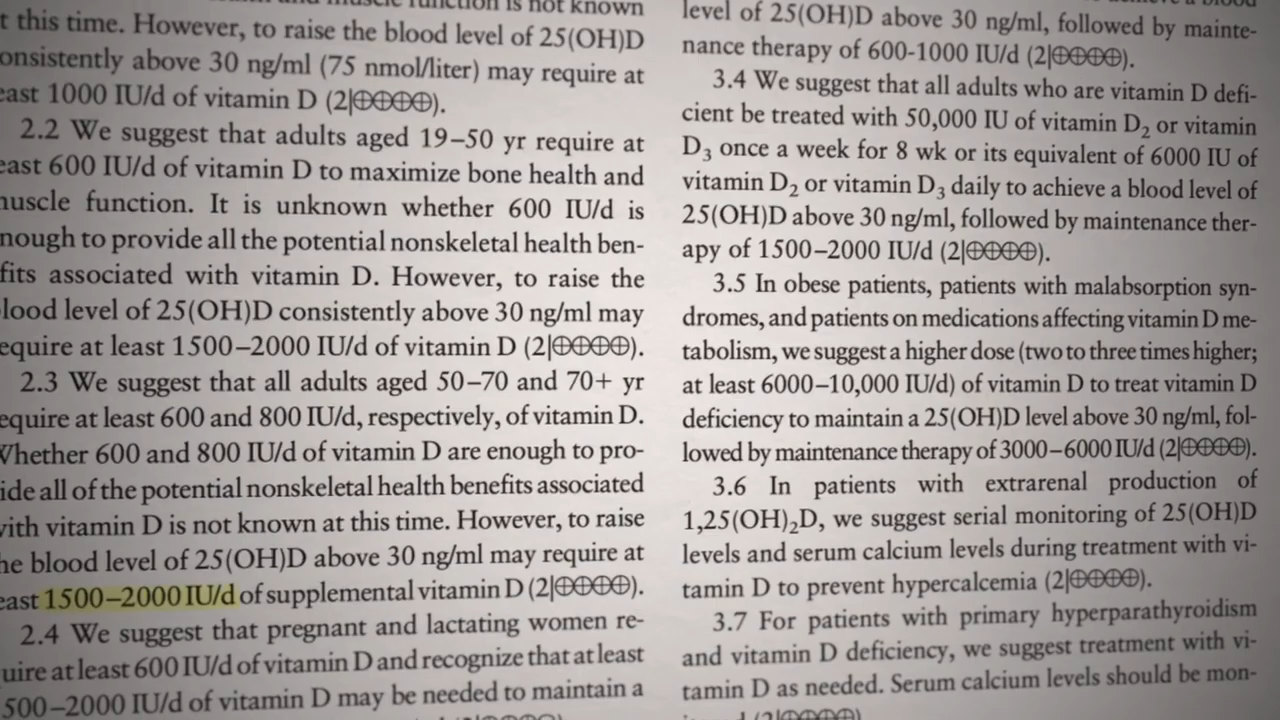 and muscle function is not known
t this time. However, to raise the blood level of 25(OH)D
onsistently above 30 ng/ml (75 nmol/liter) may require at
east 1000 IU/d of vitamin D (2|⊕⊕⊕⊕).
2.2 We suggest that adults aged 19–50 yr require at
east 600 IU/d of vitamin D to maximize bone health and
nuscle function. It is unknown whether 600 IU/d is
nough to provide all the potential nonskeletal health ben-
fits associated with vitamin D. However, to raise the
lood level of 25(OH)D consistently above 30 ng/ml may
equire at least 1500–2000 IU/d of vitamin D (2|⊕⊕⊕⊕).
2.3 We suggest that all adults aged 50–70 and 70+ yr
equire at least 600 and 800 IU/d, respectively, of vitamin D.
Whether 600 and 800 IU/d of vitamin D are enough to pro-
ide all of the potential nonskeletal health benefits associated
with vitamin D is not known at this time. However, to raise
he blood level of 25(OH)D above 30 ng/ml may require at
east 1500–2000 IU/d of supplemental vitamin D (2|⊕⊕⊕⊕).
2.4 We suggest that pregnant and lactating women re-
uire at least 600 IU/d of vitamin D and recognize that at least
500–2000 IU/d of vitamin D may be needed to maintain a
level of 25(OH)D above 30 ng/ml, followed by mainte-
nance therapy of 600-1000 IU/d (2|⊕⊕⊕⊕).
3.4 We suggest that all adults who are vitamin D defi-
cient be treated with 50,000 IU of vitamin D₂ or vitamin
D₃ once a week for 8 wk or its equivalent of 6000 IU of
vitamin D₂ or vitamin D₃ daily to achieve a blood level of
25(OH)D above 30 ng/ml, followed by maintenance ther-
apy of 1500–2000 IU/d (2|⊕⊕⊕⊕).
3.5 In obese patients, patients with malabsorption syn-
dromes, and patients on medications affecting vitamin D me-
tabolism, we suggest a higher dose (two to three times higher;
at least 6000–10,000 IU/d) of vitamin D to treat vitamin D
deficiency to maintain a 25(OH)D level above 30 ng/ml, fol-
lowed by maintenance therapy of 3000–6000 IU/d (2|⊕⊕⊕⊕).
3.6 In patients with extrarenal production of
1,25(OH)₂D, we suggest serial monitoring of 25(OH)D
levels and serum calcium levels during treatment with vi-
tamin D to prevent hypercalcemia (2|⊕⊕⊕⊕).
3.7 For patients with primary hyperparathyroidism
and vitamin D deficiency, we suggest treatment with vi-
tamin D as needed. Serum calcium levels should be mon-